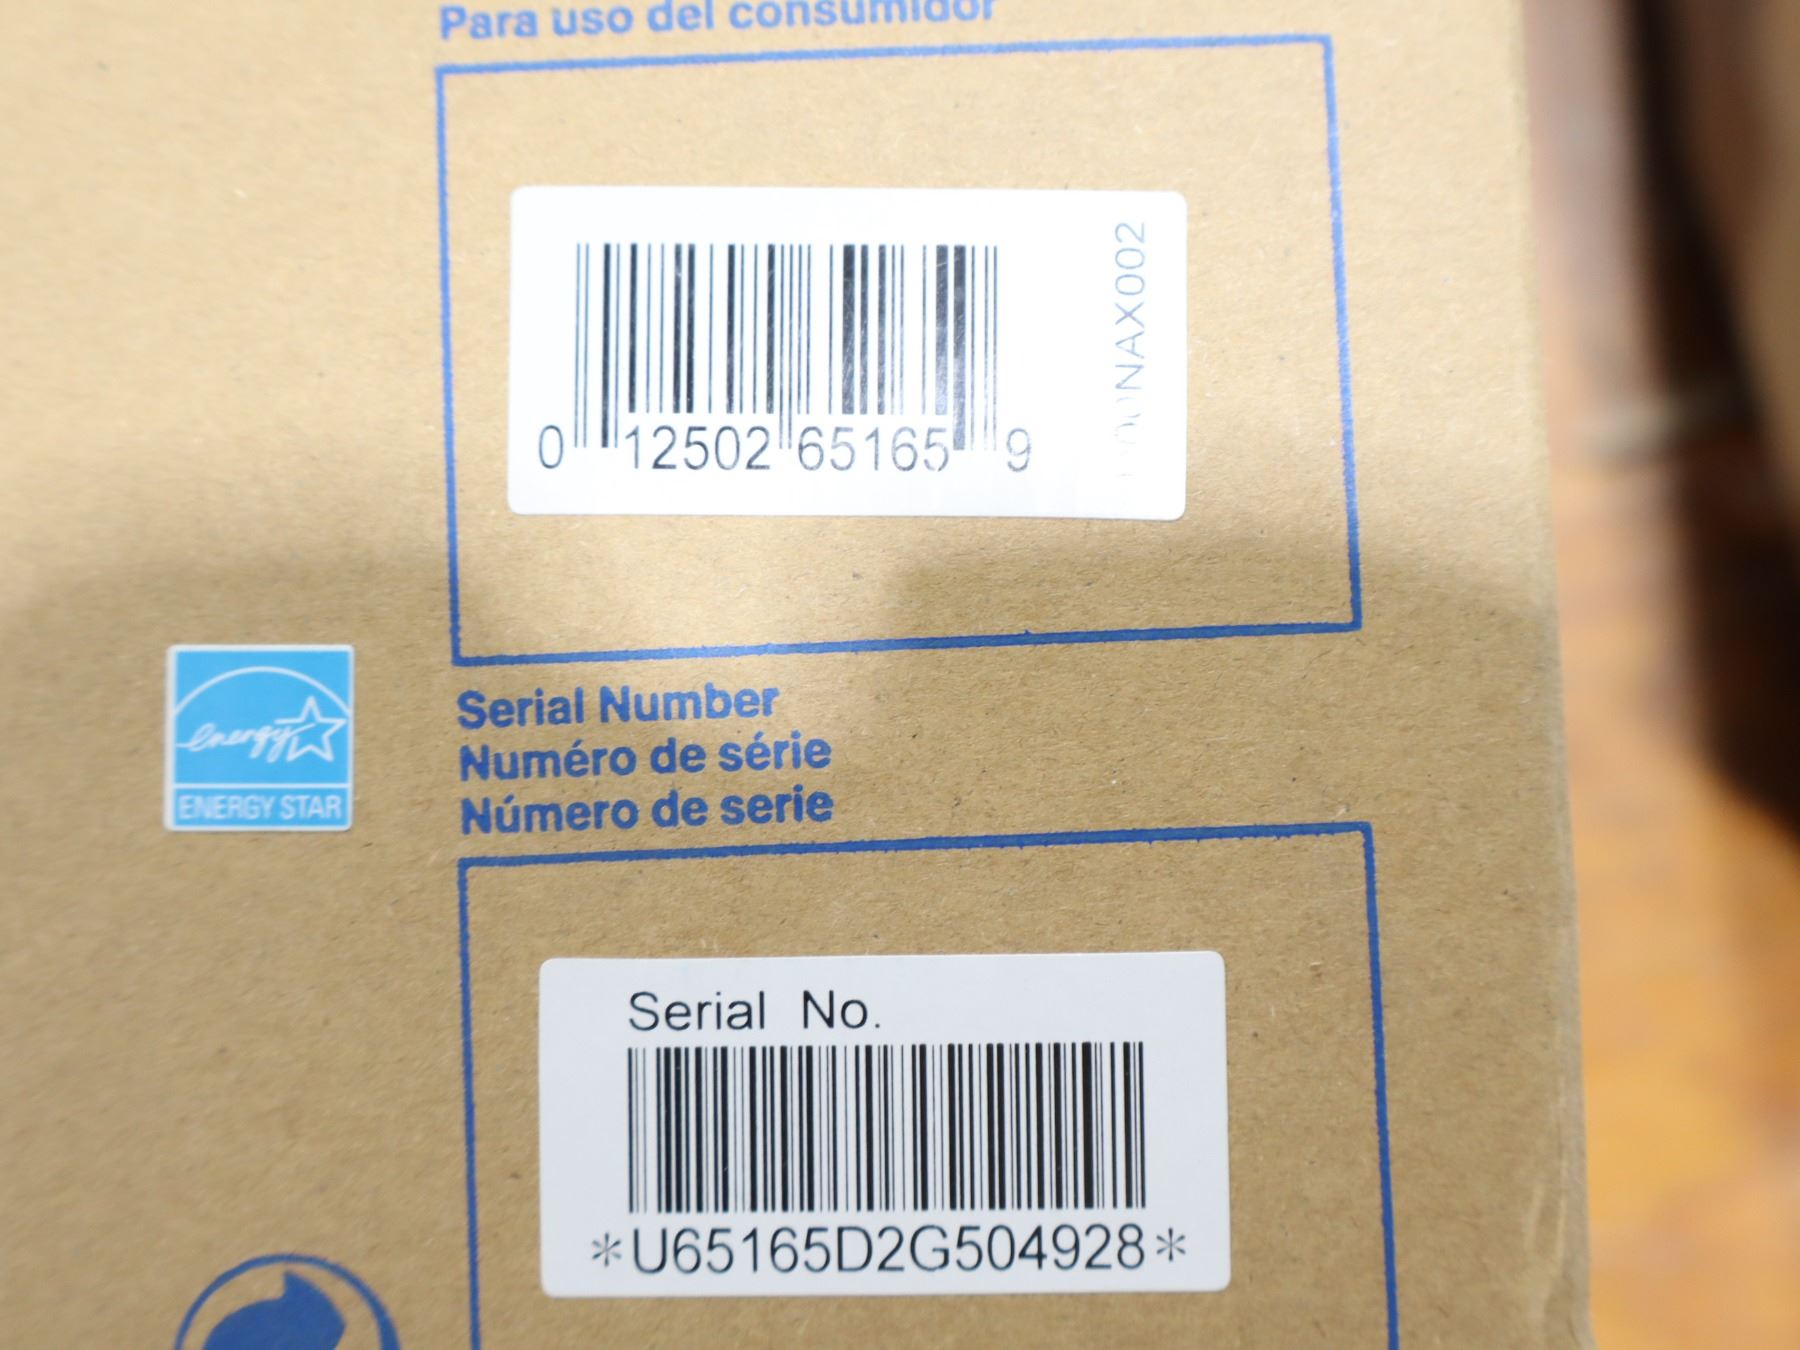 Para uso del consumidor
0 12502 65165 9
energy
ENERGY STAR
Serial Number
Numéro de série
Número de serie
Serial No.
*U65165D2G504928*